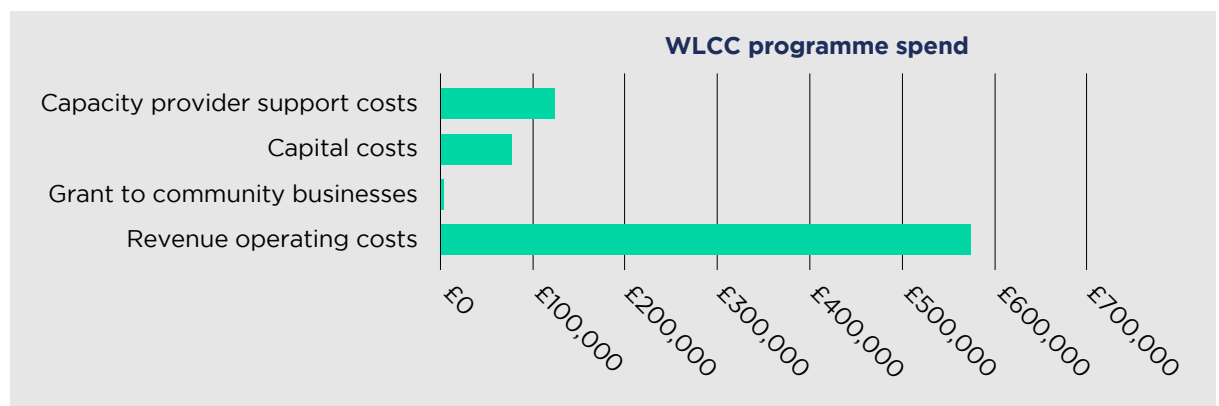 WLCC programme spend
Capacity provider support costs
Capital costs
Grant to community businesses
Revenue operating costs
£0
£100,000
£200,000
£300,000
£400,000
£500,000
£600,000
£700,000